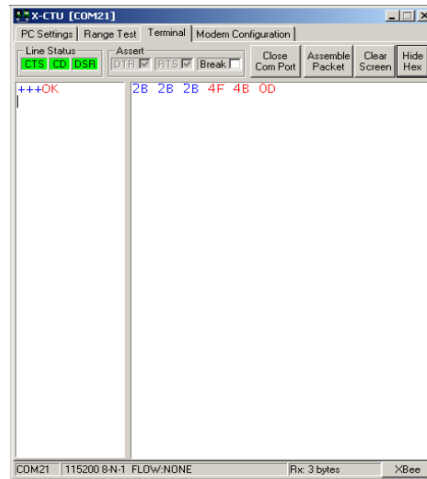 X-CTU [COM21]
PC Settings Range Test Terminal Modem Configuration
Line Status Assert
CTS CD DSR DTR RTS Break Close Com Port Assemble Packet Clear Screen Hide Hex
+++OK 2B 2B 2B 4F 4B 0D
COM21 115200 8-N-1 FLOW:NONE Rx: 3 bytes XBee